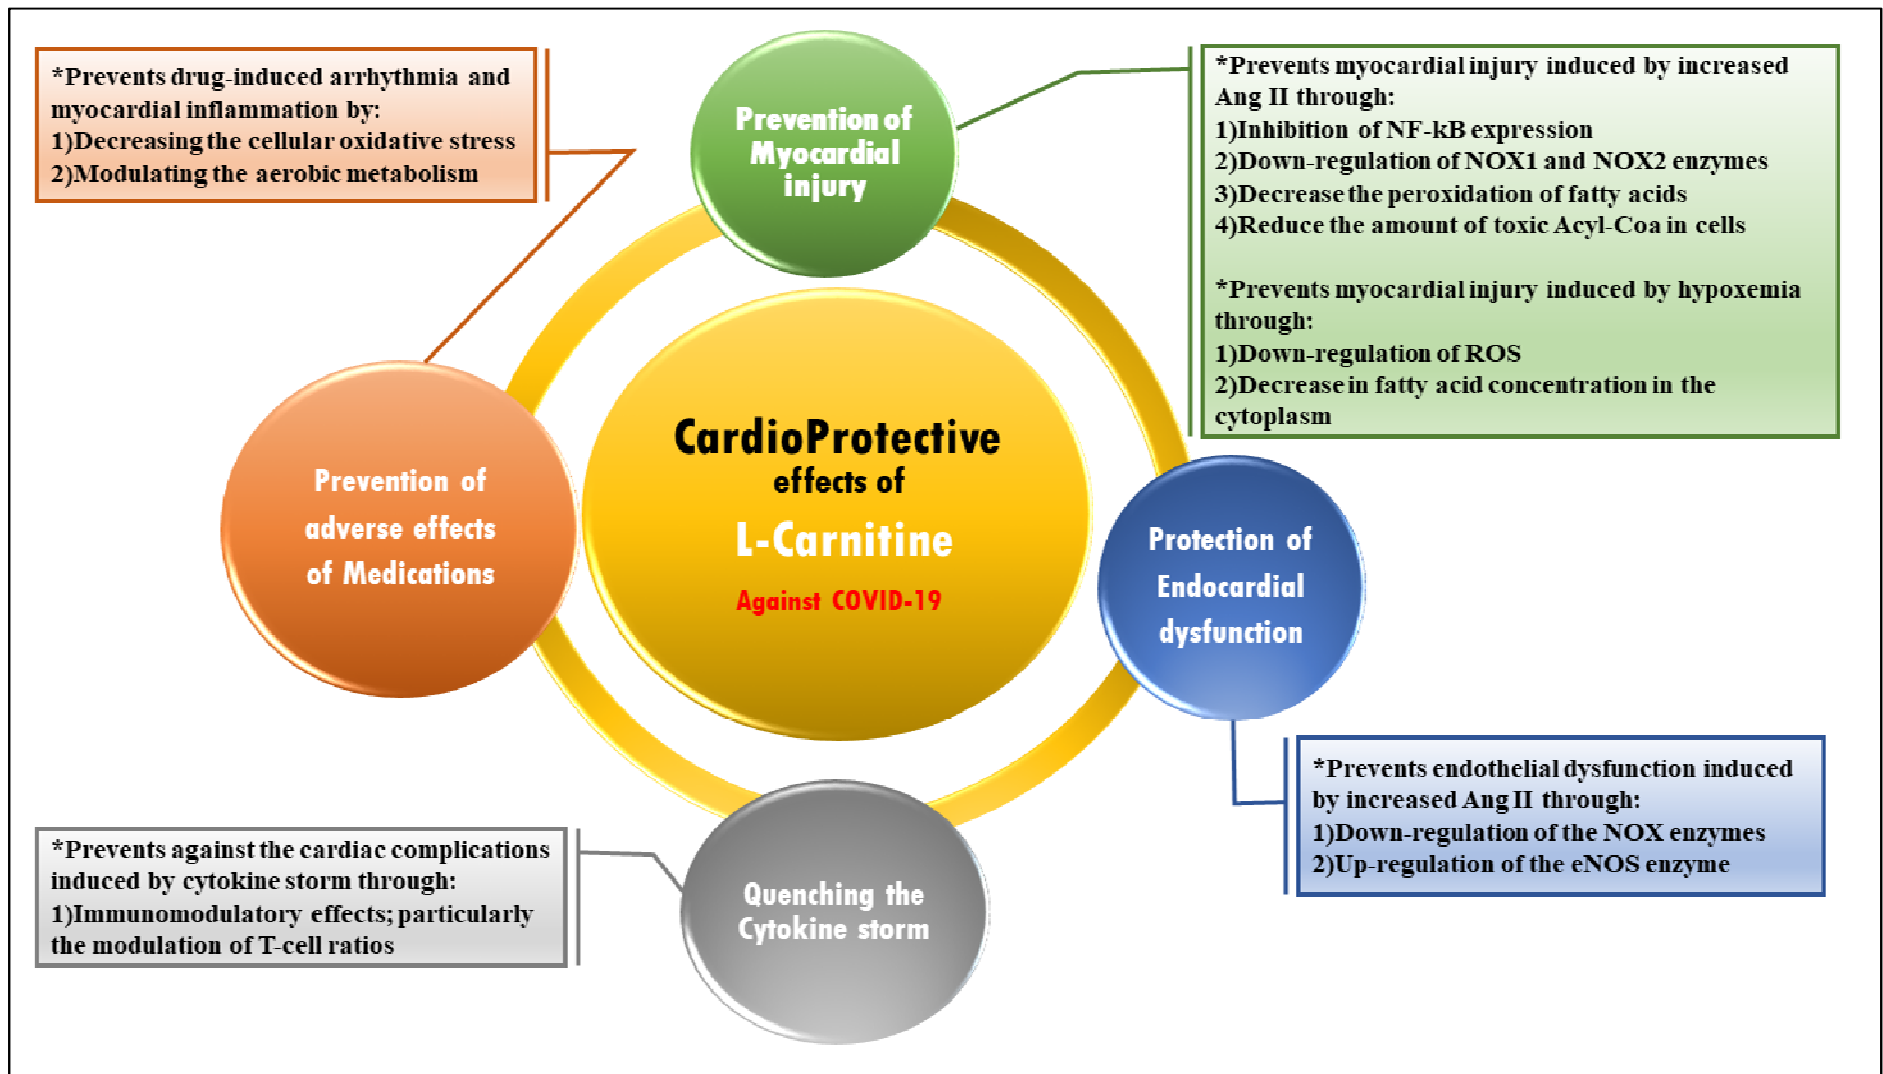 *Prevents drug-induced arrhythmia and
myocardial inflammation by:
1)Decreasing the cellular oxidative stress
2)Modulating the aerobic metabolism
Prevention of
Myocardial
injury
*Prevents myocardial injury induced by increased
Ang II through:
1)Inhibition of NF-kB expression
2)Down-regulation of NOX1 and NOX2 enzymes
3)Decrease the peroxidation of fatty acids
4)Reduce the amount of toxic Acyl-Coa in cells
*Prevents myocardial injury induced by hypoxemia
through:
1)Down-regulation of ROS
2)Decrease in fatty acid concentration in the
cytoplasm
Prevention of
adverse effects
of Medications
CardioProtective
effects of
L-Carnitine
Against COVID-19
Protection of
Endocardial
dysfunction
*Prevents endothelial dysfunction induced
by increased Ang II through:
1)Down-regulation of the NOX enzymes
2)Up-regulation of the eNOS enzyme
*Prevents against the cardiac complications
induced by cytokine storm through:
1)Immunomodulatory effects; particularly
the modulation of T-cell ratios
Quenching the
Cytokine storm